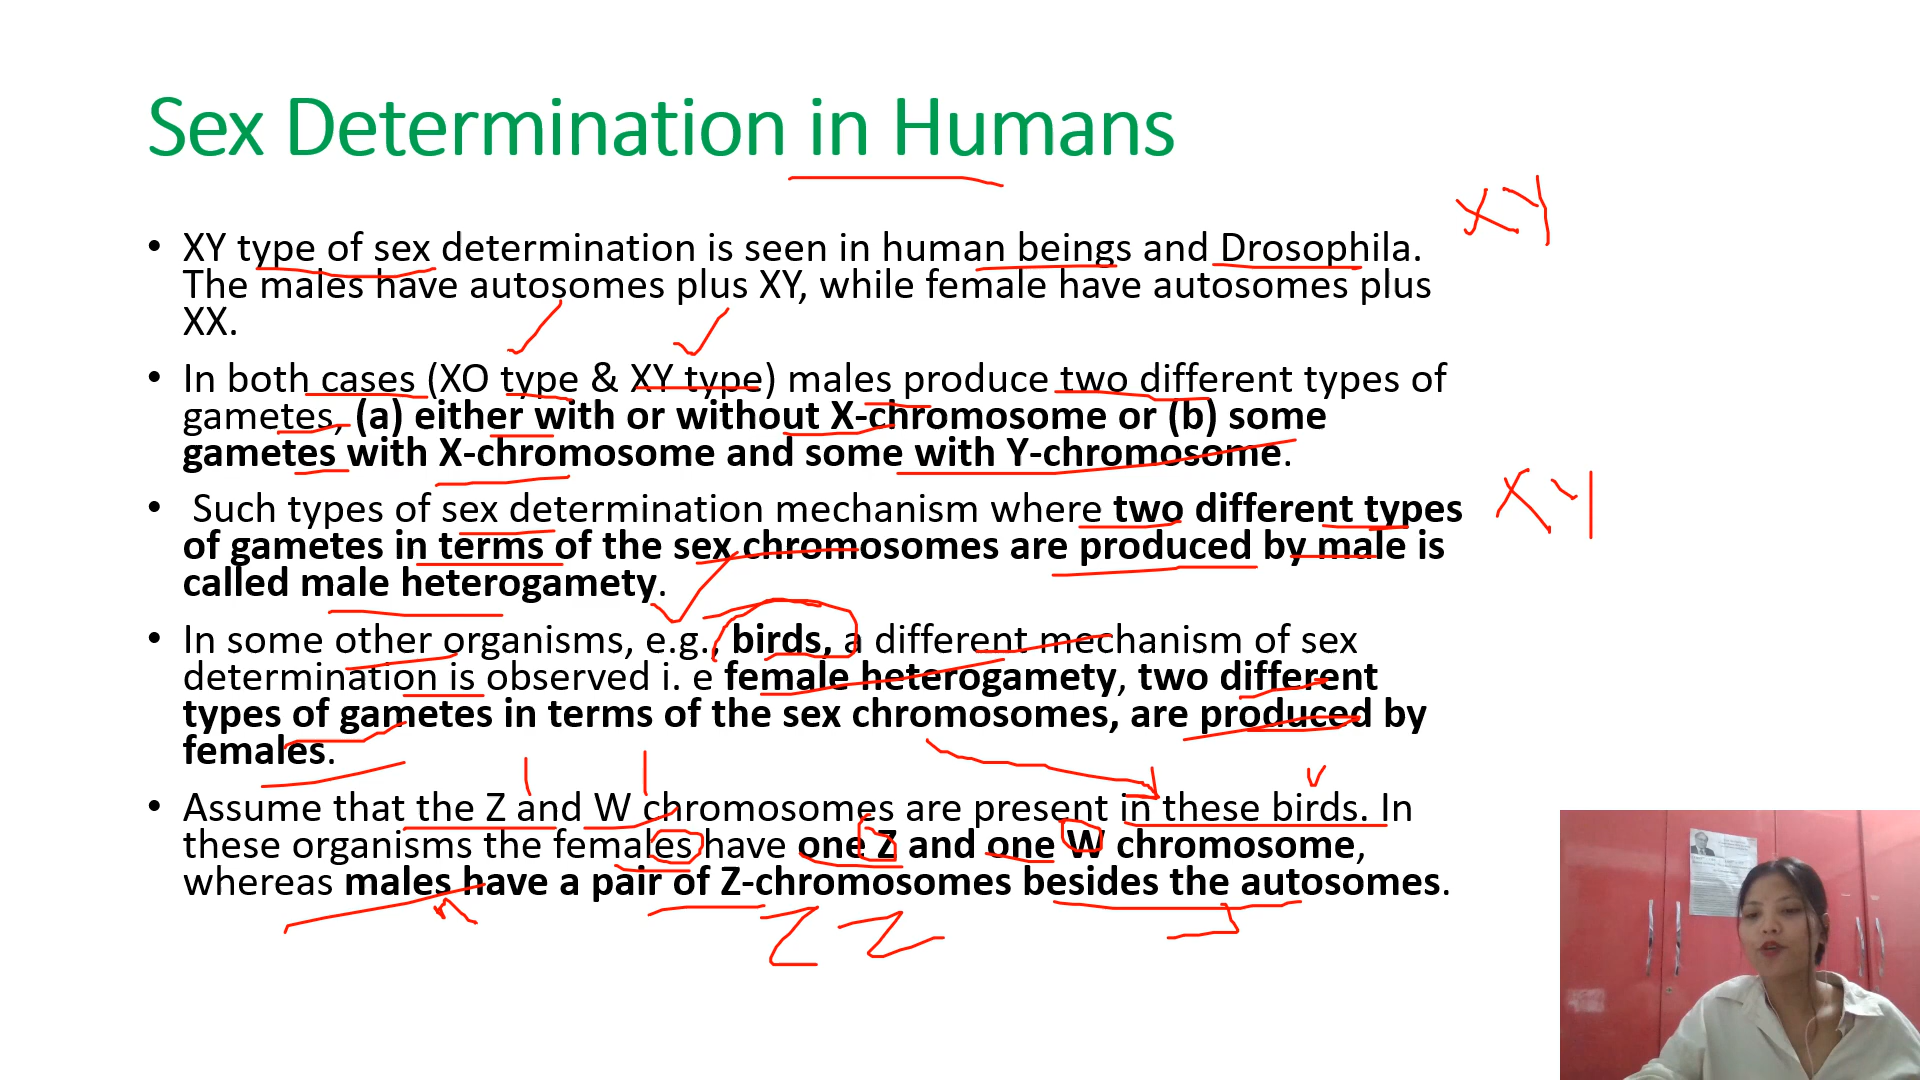 Sex Determination in Humans
XY
• XY type of sex determination is seen in human beings and Drosophila.
The males have autosomes plus XY, while female have autosomes plus
XX.
• In both cases (XO type & XY type) males produce two different types of
gametes, (a) either with or without X-chromosome or (b) some
gametes with X-chromosome and some with Y-chromosome.
XY
• Such types of sex determination mechanism where two different types
of gametes in terms of the sex chromosomes are produced by male is
called male heterogamety.
• In some other organisms, e.g., birds, a different mechanism of sex
determination is observed i. e female heterogamety, two different
types of gametes in terms of the sex chromosomes, are produced by
females.
• Assume that the Z and W chromosomes are present in these birds. In
these organisms the females have one Z and one W chromosome,
whereas males have a pair of Z-chromosomes besides the autosomes.
ZZ